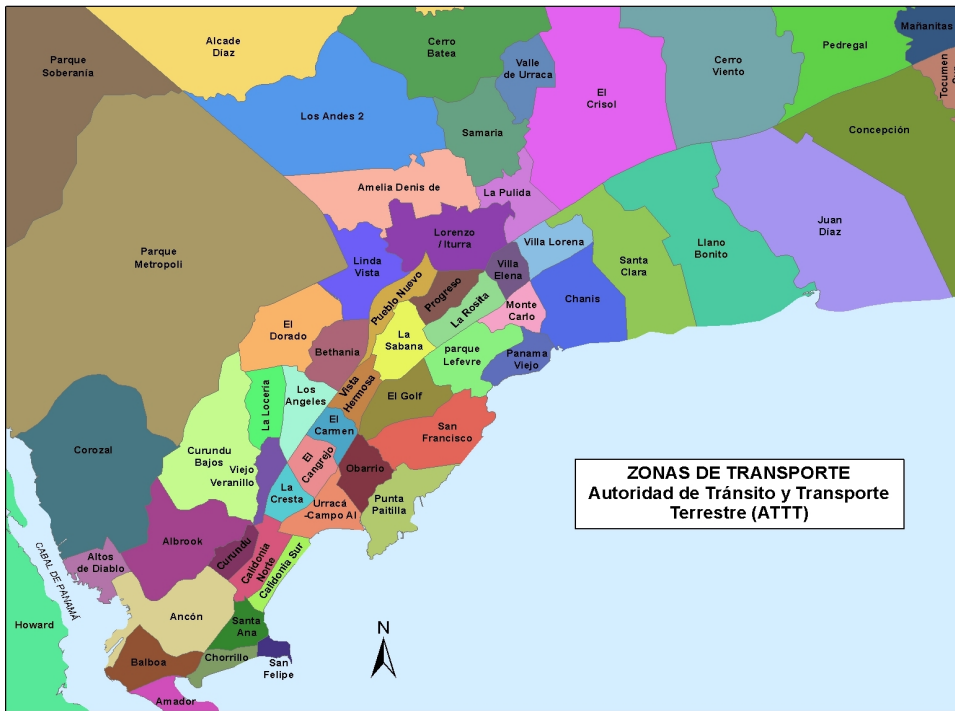 Parque
Soberania
Alcade
Díaz
Cerro
Batea
Valle
de Urraca
El
Crisol
Cerro
Viento
Pedregal
Mañanitas
Tocumen
Los Andes 2
Samaria
Concepción
Amelia Denis de
La Pulida
Parque
Metropoli
Linda
Vista
Lorenzo
/ Iturra
Villa Lorena
Villa
Elena
Santa
Clara
Llano
Bonito
Juan
Díaz
Pueblo Nuevo
Progreso
La Rosita
Monte
Carlo
Chanis
El
Dorado
Bethania
La
Sabana
parque
Lefevre
Panama
Viejo
La Loceria
Los
Angeles
Vista
Hermosa
El Golf
El
Carmen
San
Francisco
Corozal
Curundu
Bajos
Viejo
Veranillo
El
Cangrejo
Obarrio
La
Cresta
Urracá
-Campo Al
Punta
Paitilla
ZONAS DE TRANSPORTE
Autoridad de Tránsito y Transporte
Terrestre (ATTT)
Albrook
Curundu
Calidonia
Norte
Calidonia Sur
Altos
de Diablo
CABAL DE PANAMÁ
Howard
Ancón
Santa
Ana
N
Balboa
Chorrillo
San
Felipe
Amador